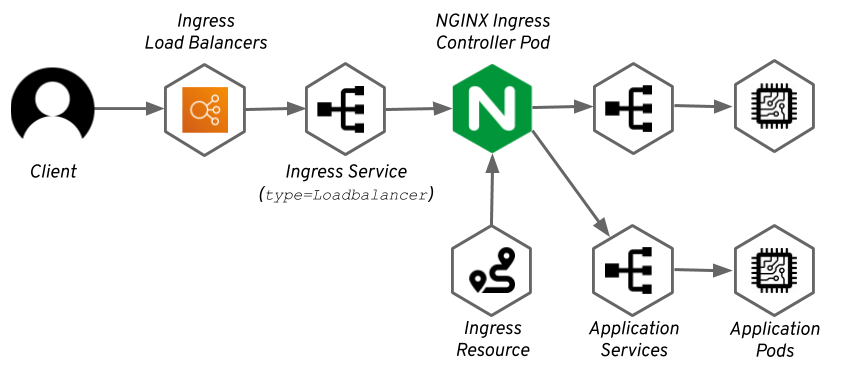 Ingress
Load Balancers
NGINX Ingress
Controller Pod
N
Client
Ingress Service
(type=Loadbalancer)
Ingress
Resource
Application
Services
Application
Pods